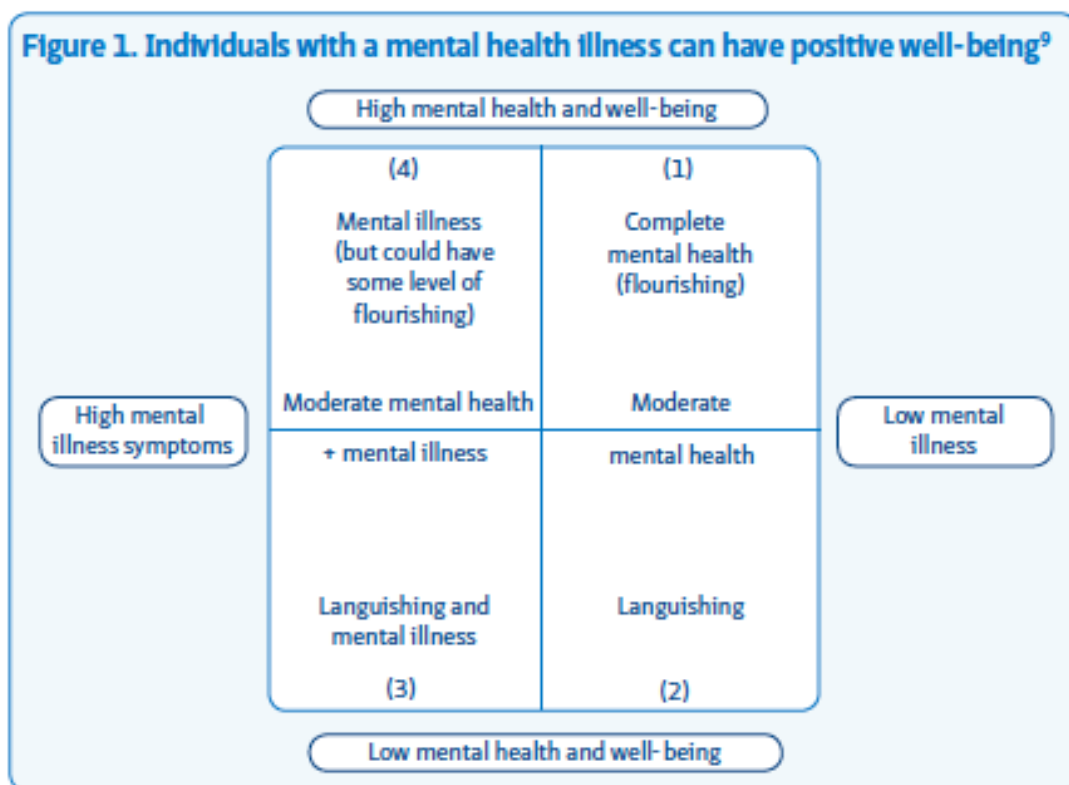 Figure 1. Individuals with a mental health illness can have positive well-being⁹
High mental health and well-being
(4)
Mental illness
(but could have
some level of
flourishing)
(1)
Complete
mental health
(flourishing)
High mental
illness symptoms
Moderate mental health
+ mental illness
Moderate
mental health
Low mental
illness
Languishing and
mental illness
(3)
Languishing
(2)
Low mental health and well-being